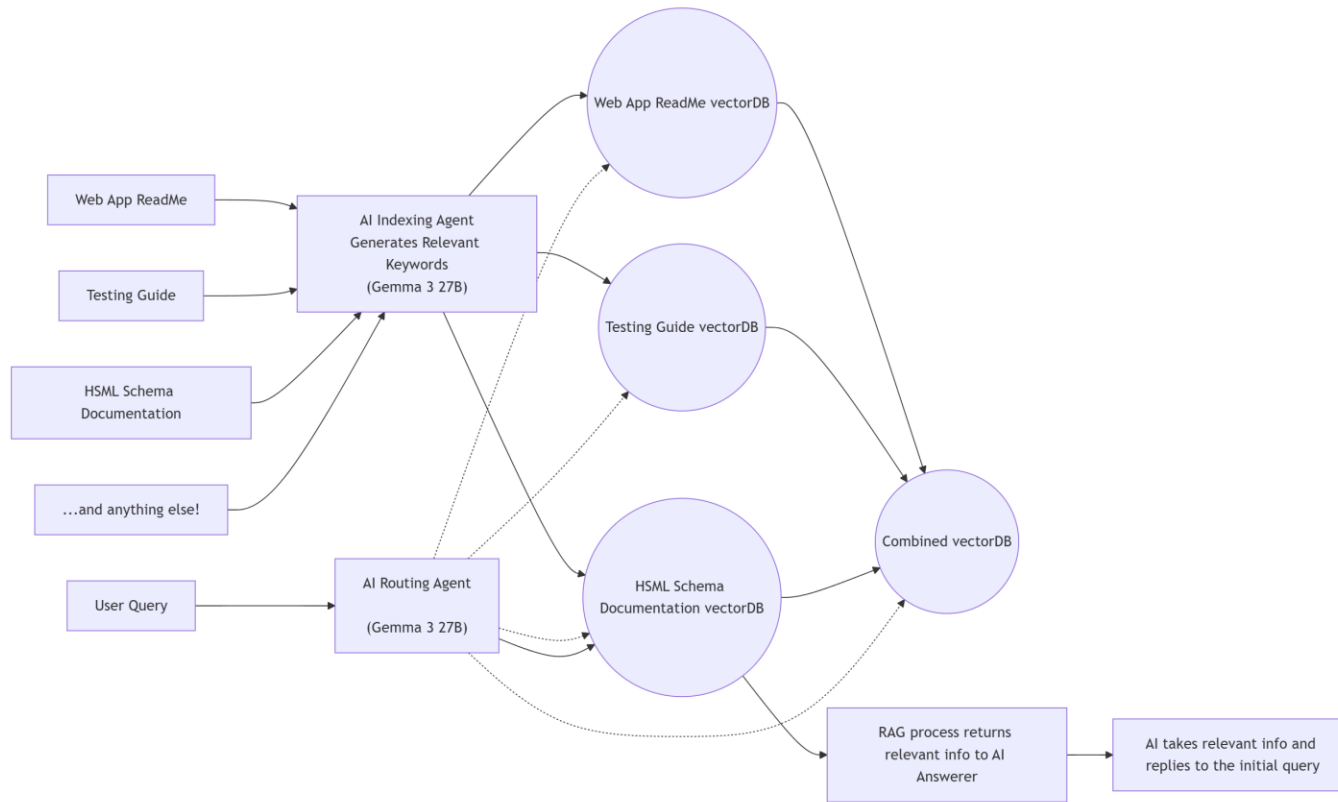 Web App ReadMe
Testing Guide
HSML Schema
Documentation
...and anything else!
User Query
AI Indexing Agent
Generates Relevant
Keywords
(Gemma 3 27B)
AI Routing Agent
(Gemma 3 27B)
Web App ReadMe vectorDB
Testing Guide vectorDB
HSML Schema
Documentation vectorDB
Combined vectorDB
RAG process returns
relevant info to AI
Answerer
AI takes relevant info and
replies to the initial query